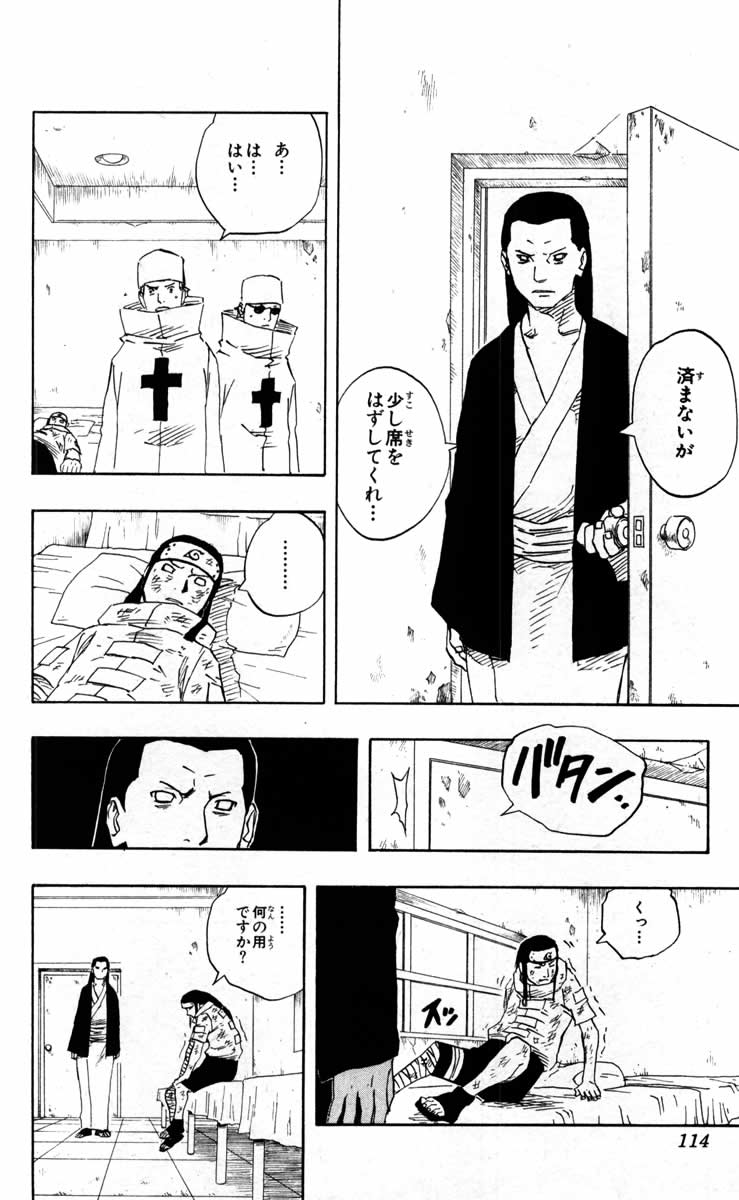 済まないが
少し席を
はずしてくれ…
あ…
は…
はい…
………
バタン‥
くっ…
ズッ
……
何の用
ですか?
114